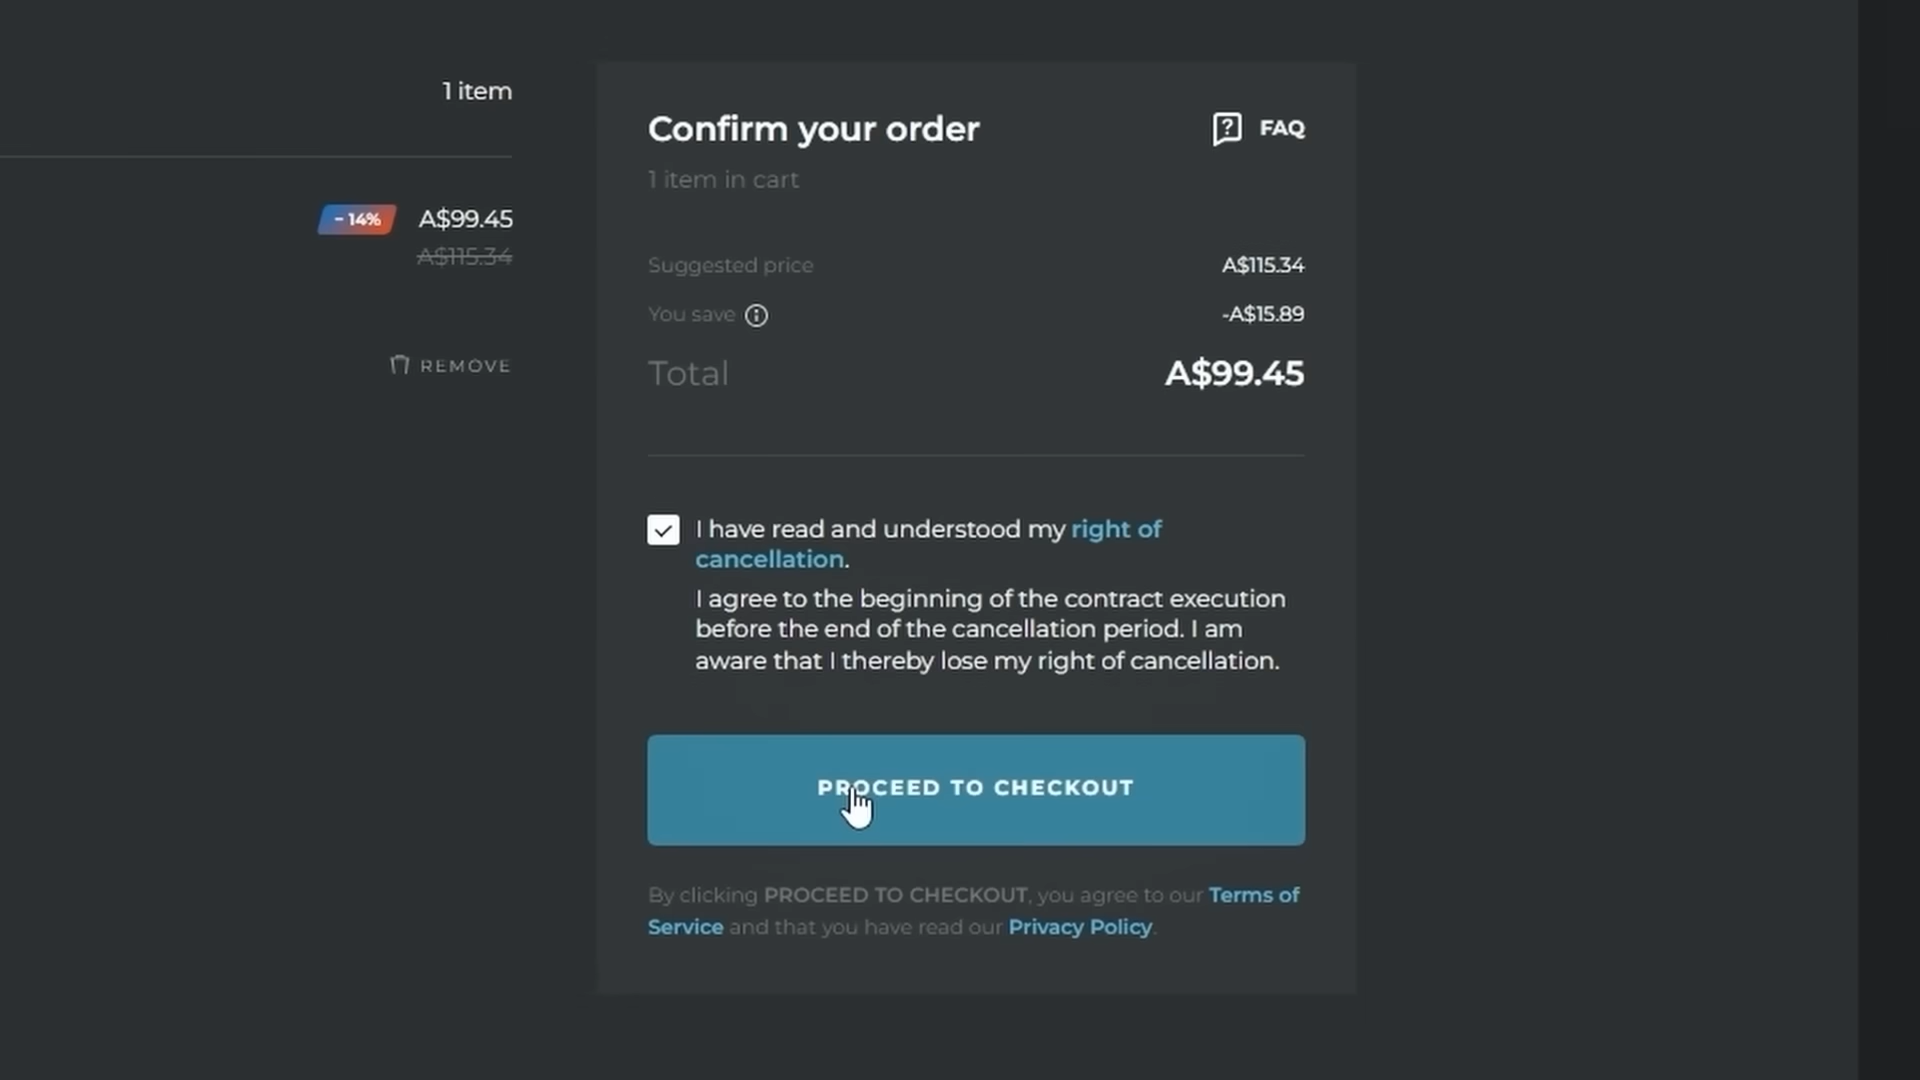 1 item
- 14% A$99.45
A$115.34
REMOVE
Confirm your order
FAQ
1 item in cart
Suggested price A$115.34
You save -A$15.89
Total A$99.45
I have read and understood my right of
cancellation.
I agree to the beginning of the contract execution
before the end of the cancellation period. I am
aware that I thereby lose my right of cancellation.
PROCEED TO CHECKOUT
By clicking PROCEED TO CHECKOUT, you agree to our Terms of
Service and that you have read our Privacy Policy.